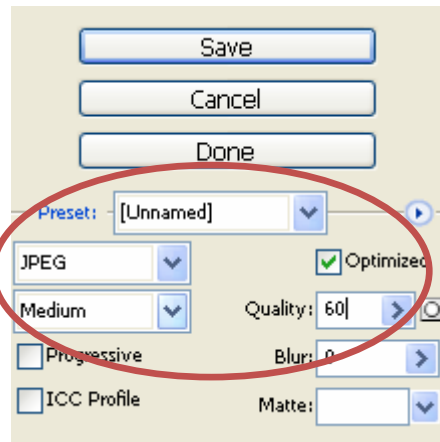 Save
Cancel
Done
Preset: [Unnamed]
JPEG Optimized
Medium Quality: 60
Progressive Blur: 0
ICC Profile Matte: